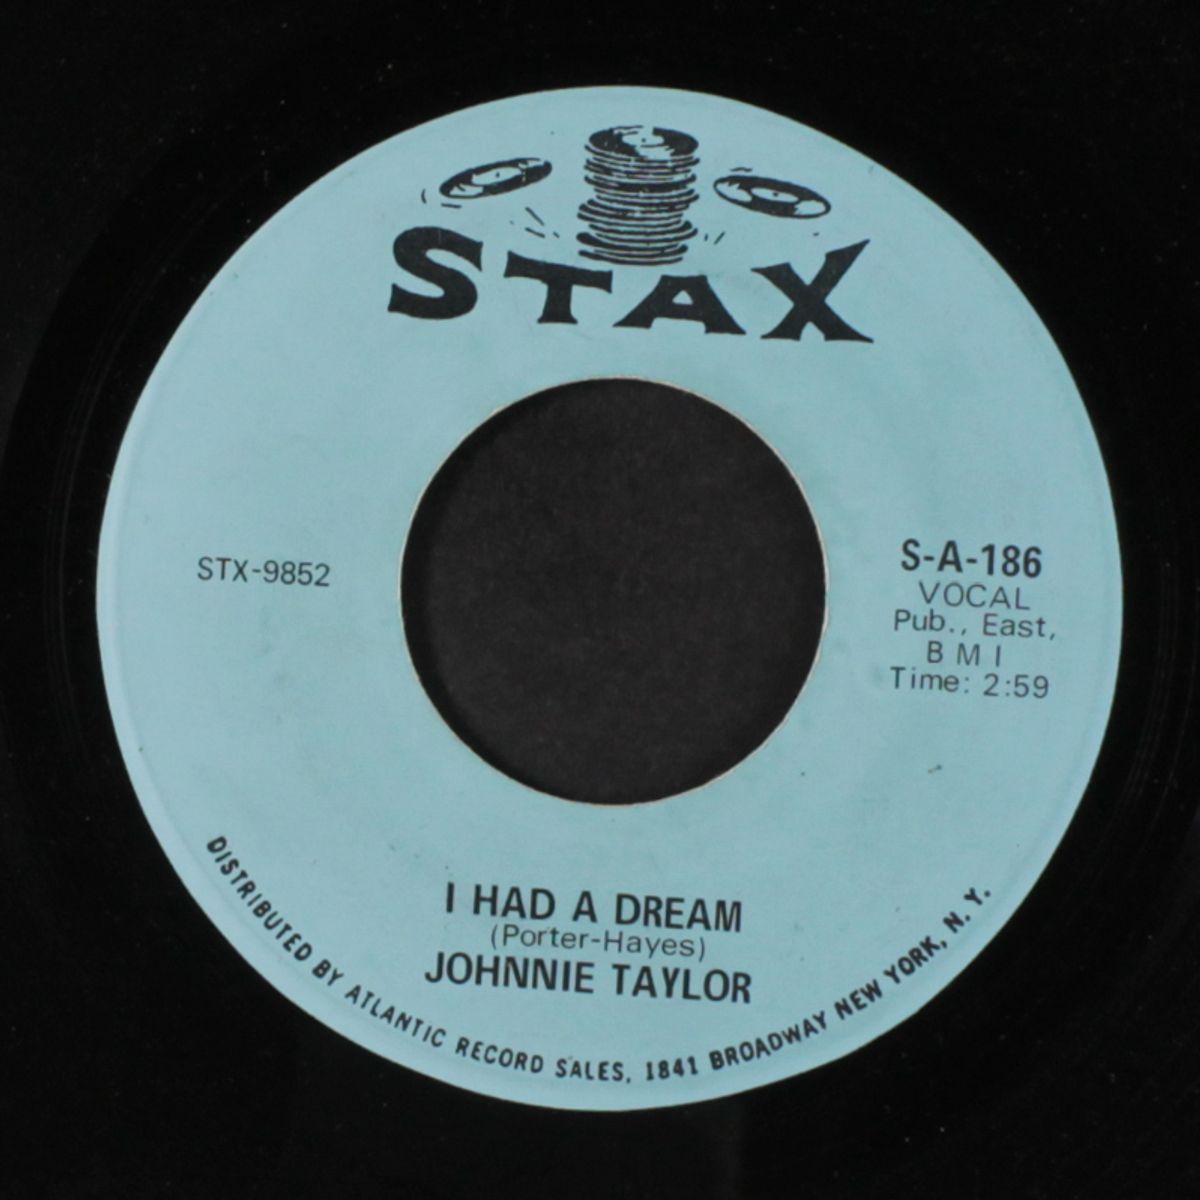 STAX
STX-9852
S-A-186
VOCAL
Pub., East,
B M I
Time: 2:59
I HAD A DREAM
(Porter-Hayes)
JOHNNIE TAYLOR
DISTRIBUTED BY ATLANTIC RECORD SALES, 1841 BROADWAY NEW YORK, N. Y.